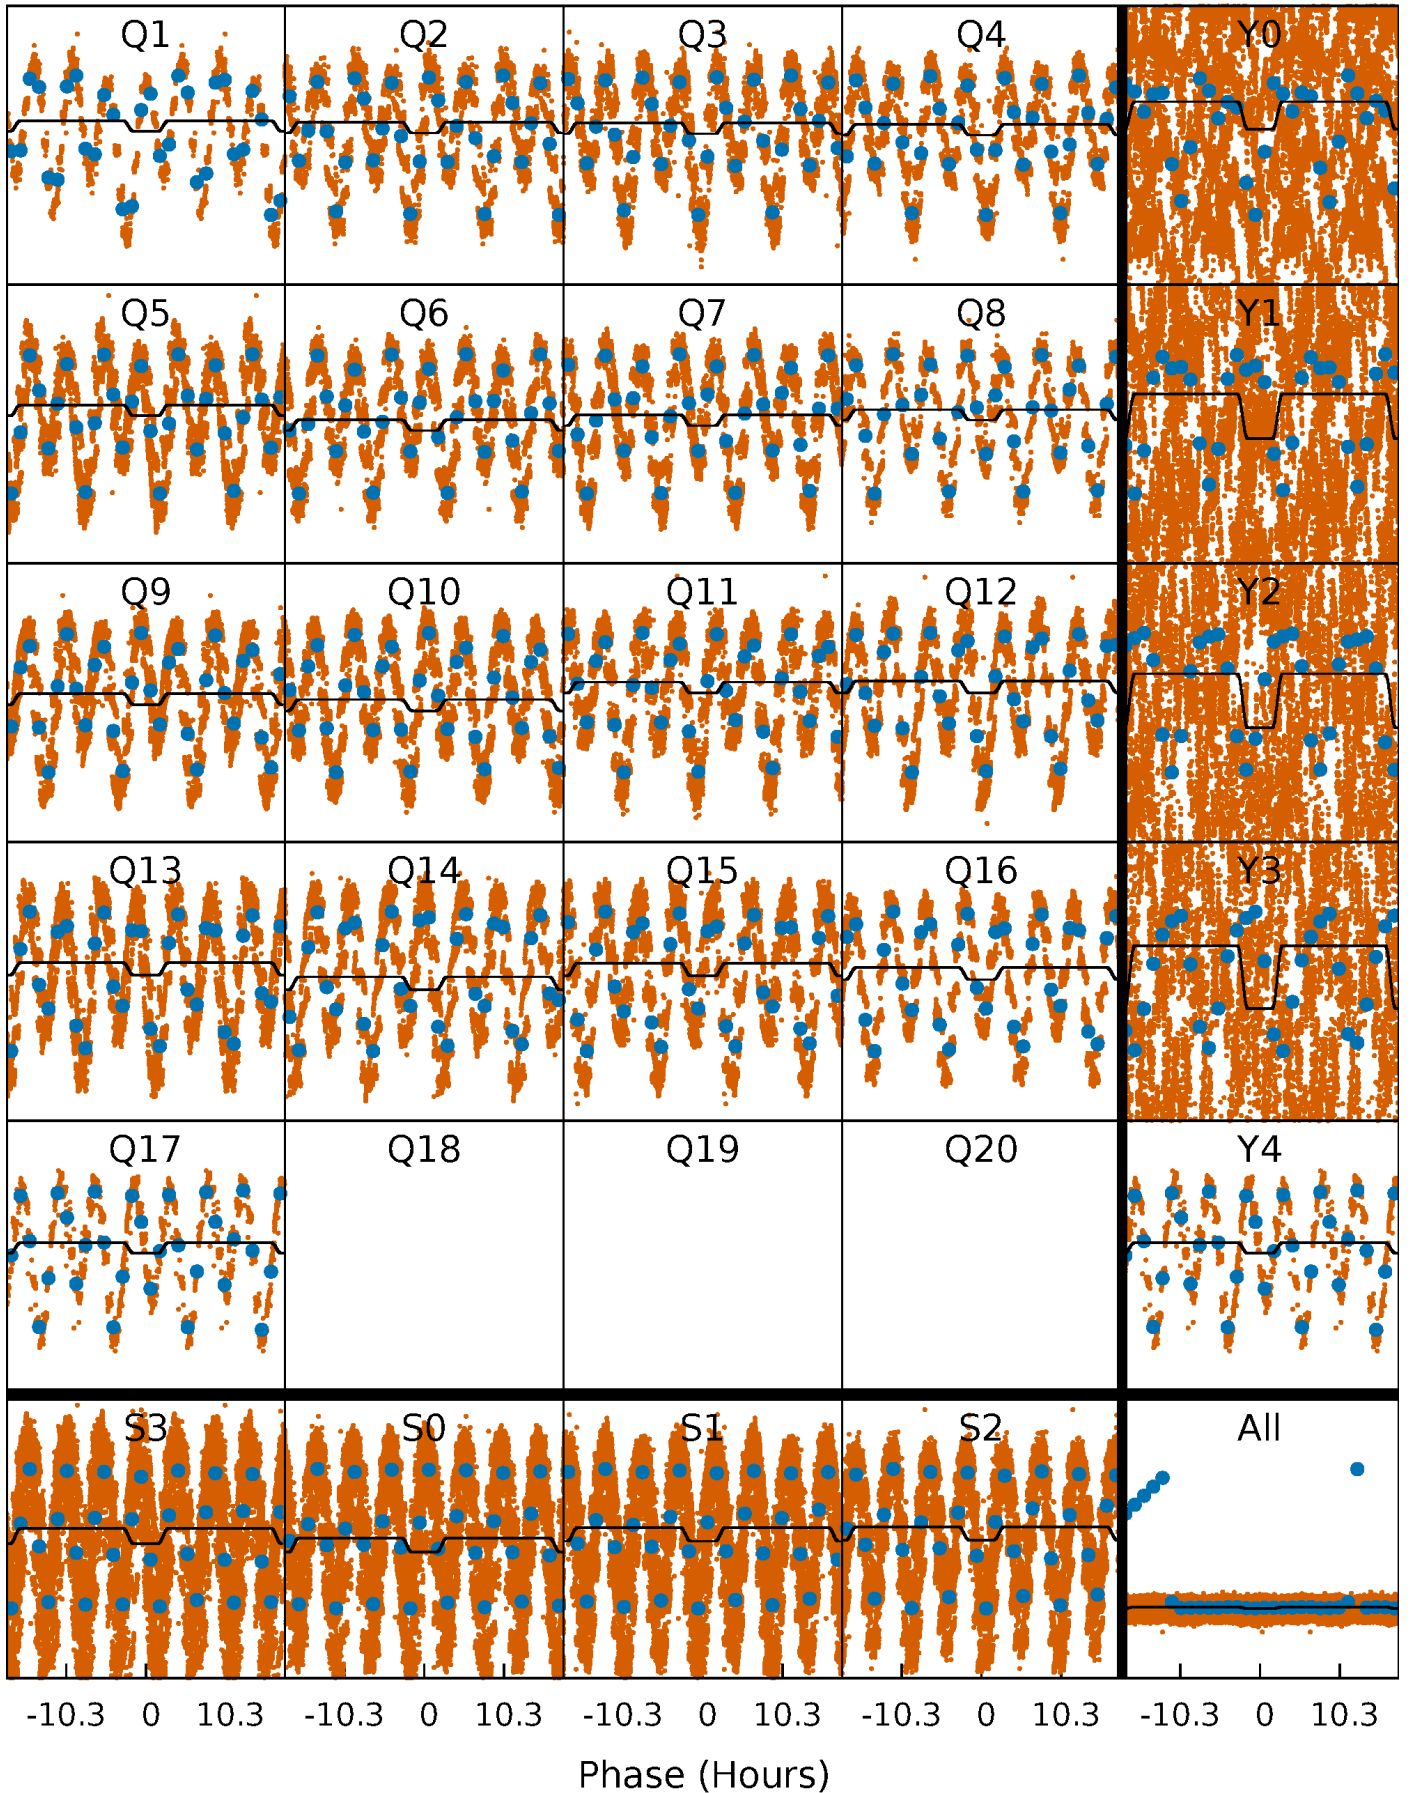 Q1 Q2 Q3 Q4 Y0
Q5 Q6 Q7 Q8 Y1
Q9 Q10 Q11 Q12 Y2
Q13 Q14 Q15 Q16 Y3
Q17 Q18 Q19 Q20 Y4
S3 S0 S1 S2 All
-10.3 0 10.3 -10.3 0 10.3 -10.3 0 10.3 -10.3 0 10.3 -10.3 0 10.3
Phase (Hours)